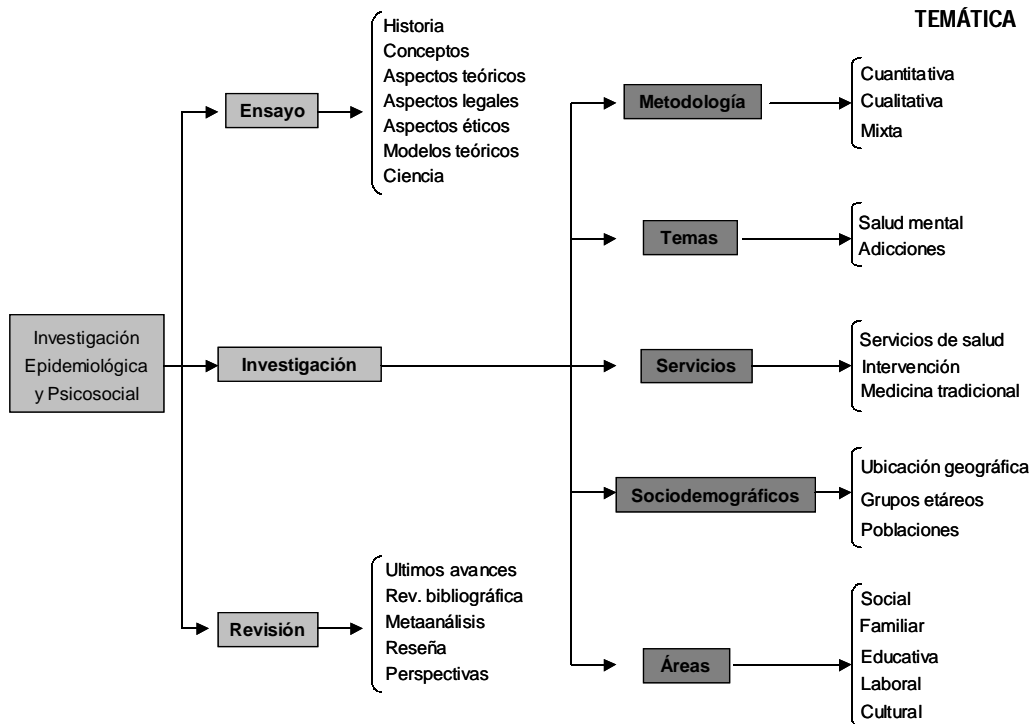 TEMÁTICA
Investigación
Epidemiológica
y Psicosocial
Ensayo
Historia
Conceptos
Aspectos teóricos
Aspectos legales
Aspectos éticos
Modelos teóricos
Ciencia
Investigación
Metodología
Cuantitativa
Cualitativa
Mixta
Temas
Salud mental
Adicciones
Servicios
Servicios de salud
Intervención
Medicina tradicional
Sociodemográficos
Ubicación geográfica
Grupos etáreos
Poblaciones
Áreas
Social
Familiar
Educativa
Laboral
Cultural
Revisión
Ultimos avances
Rev. bibliográfica
Metaanálisis
Reseña
Perspectivas